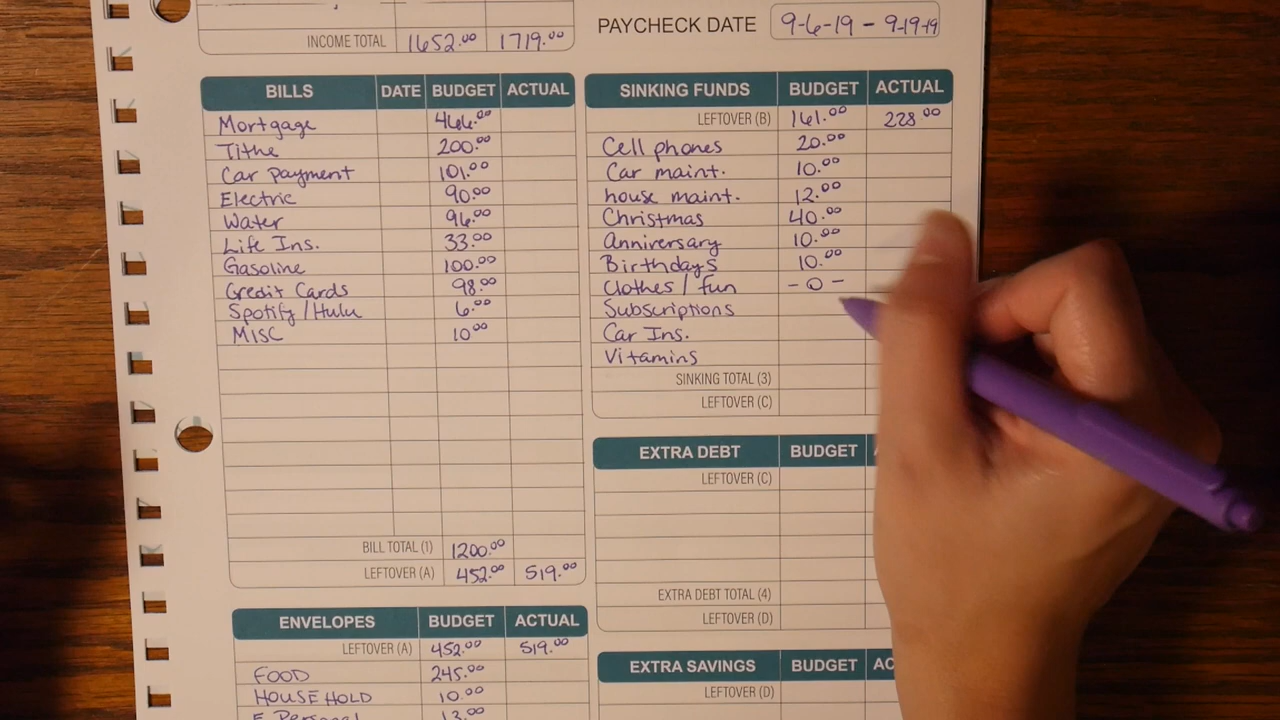 INCOME TOTAL 1652.00 1719.00
PAYCHECK DATE 9-6-19 - 9-19-19
BILLS DATE BUDGET ACTUAL
Mortgage 466.00
Tithe 200.00
Car payment 101.00
Electric 90.00
Water 96.00
Life Ins. 33.00
Gasoline 100.00
Credit Cards 98.00
Spotify/Hulu 6.00
MISC 10.00
BILL TOTAL (1) 1200.00
LEFTOVER (A) 452.00 519.00
ENVELOPES BUDGET ACTUAL
LEFTOVER (A) 452.00 519.00
FOOD 245.00
HOUSEHOLD 10.00
E Personal 13.00
SINKING FUNDS BUDGET ACTUAL
LEFTOVER (B) 161.00 228.00
Cell phones 20.00
Car maint. 10.00
house maint. 12.00
Christmas 40.00
Anniversary 10.00
Birthdays 10.00
Clothes / fun - 0 -
Subscriptions
Car Ins.
Vitamins
SINKING TOTAL (3)
LEFTOVER (C)
EXTRA DEBT BUDGET
LEFTOVER (C)
EXTRA DEBT TOTAL (4)
LEFTOVER (D)
EXTRA SAVINGS BUDGET AC
LEFTOVER (D)